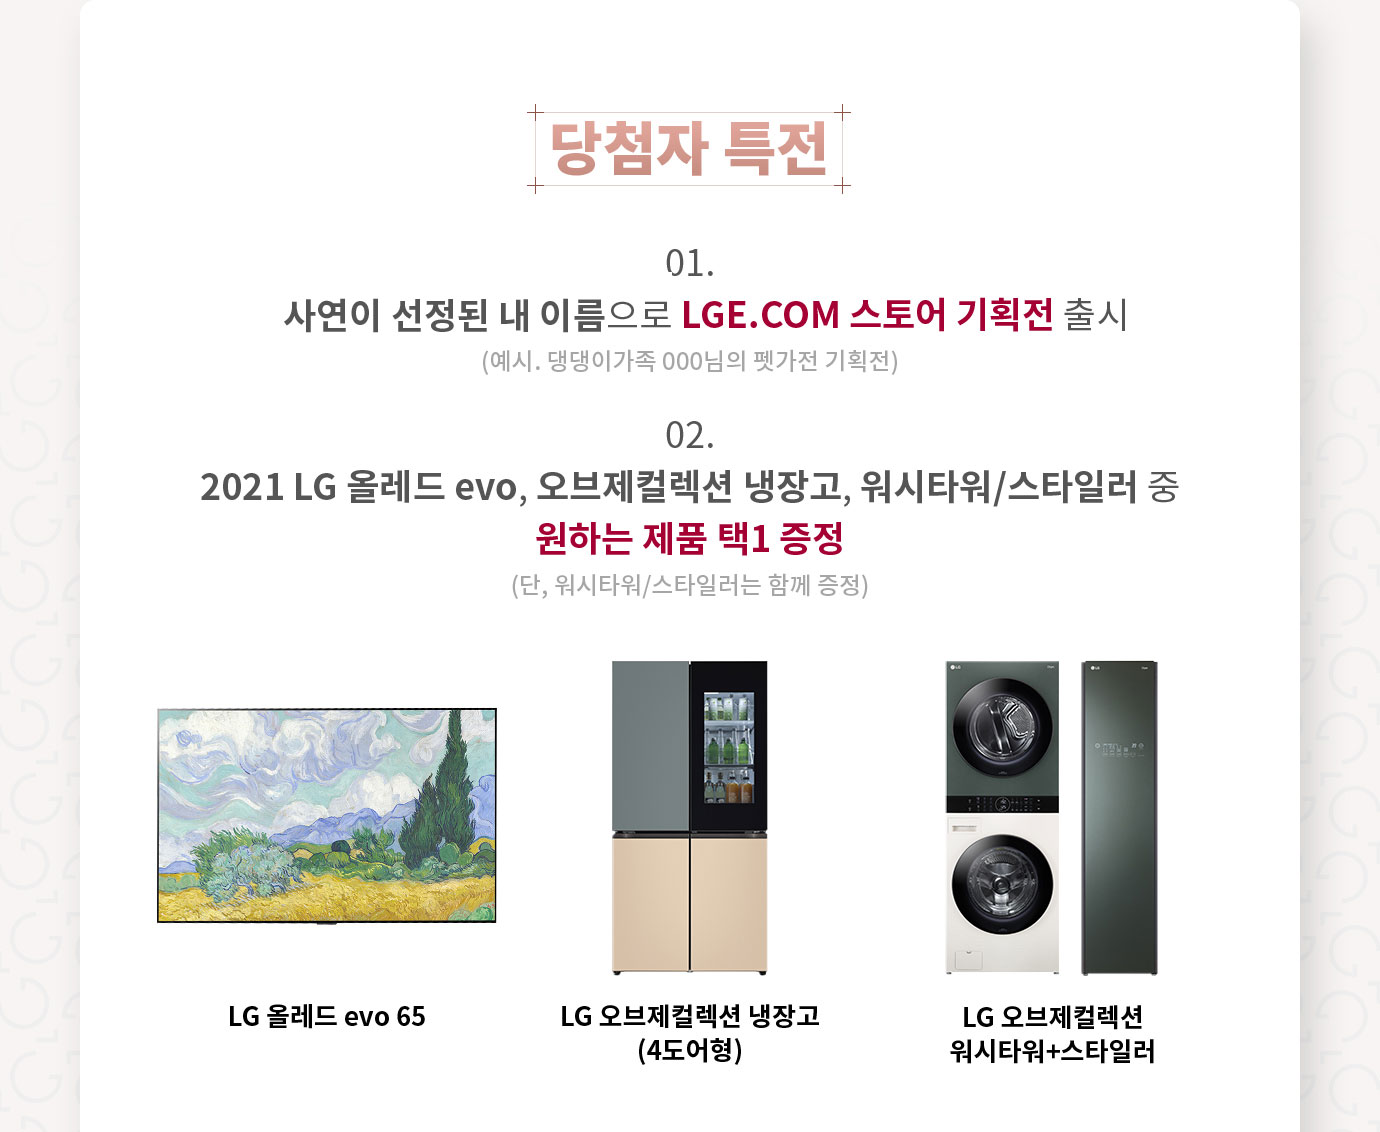 당첨자 특전
01.
사연이 선정된 내 이름으로 LGE.COM 스토어 기획전 출시
(예시. 댕댕이가족 000님의 펫가전 기획전)
02.
2021 LG 올레드 evo, 오브제컬렉션 냉장고, 워시타워/스타일러 중
원하는 제품 택1 증정
(단, 워시타워/스타일러는 함께 증정)
LG
LG
LG 올레드 evo 65
LG 오브제컬렉션 냉장고
(4도어형)
LG 오브제컬렉션
워시타워+스타일러